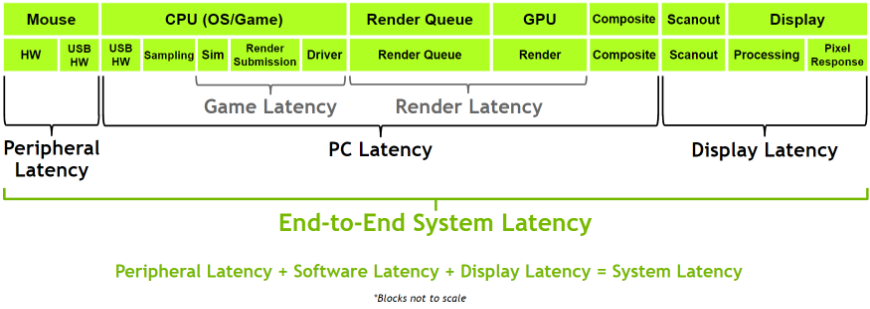 Mouse CPU (OS/Game) Render Queue GPU Composite Scanout Display
HW USB HW USB HW Sampling Sim Render Submission Driver Render Queue Render Composite Scanout Processing Pixel Response
Game Latency Render Latency
Peripheral Latency PC Latency Display Latency
End-to-End System Latency
Peripheral Latency + Software Latency + Display Latency = System Latency
*Blocks not to scale